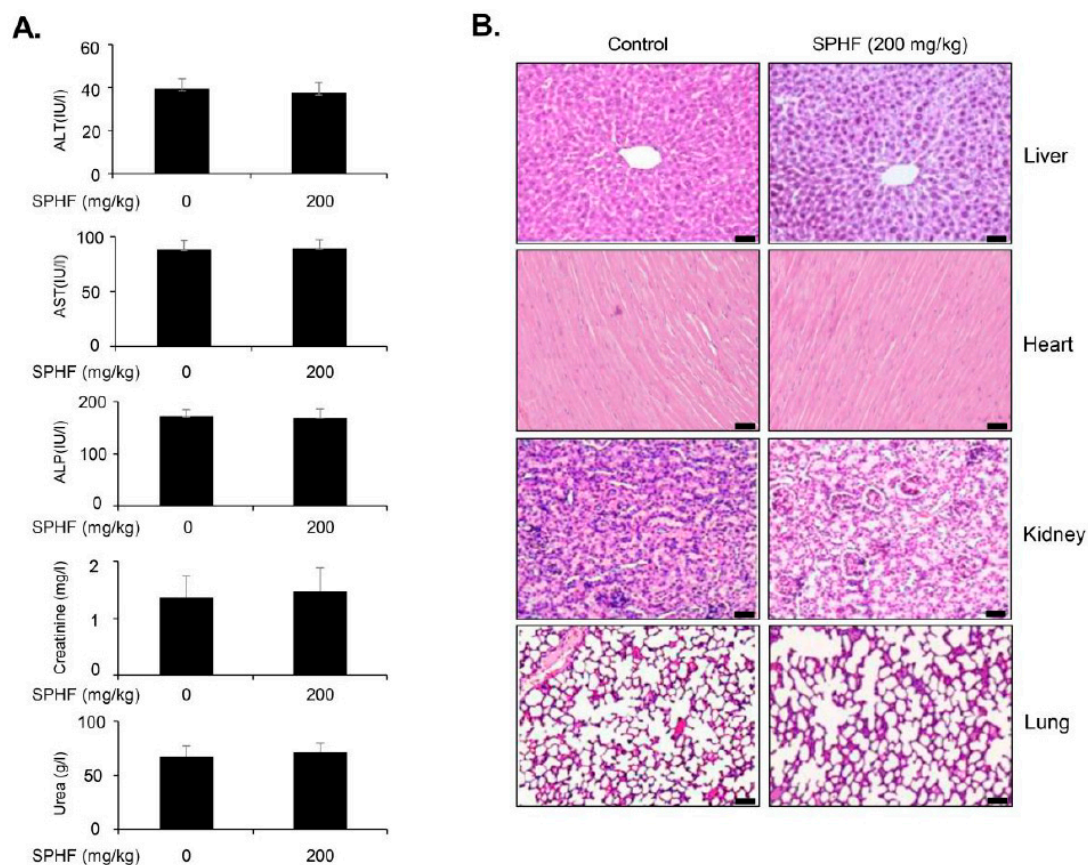 A.
60
40
20
0
ALT(IU/l)
SPHF (mg/kg) 0 200
100
50
0
AST(IU/l)
SPHF (mg/kg) 0 200
200
100
0
ALP(IU/l)
SPHF (mg/kg) 0 200
2
1
0
Creatinine (mg/l)
SPHF (mg/kg) 0 200
100
50
0
Urea (g/l)
SPHF (mg/kg) 0 200
B.
Control SPHF (200 mg/kg)
Liver
Heart
Kidney
Lung